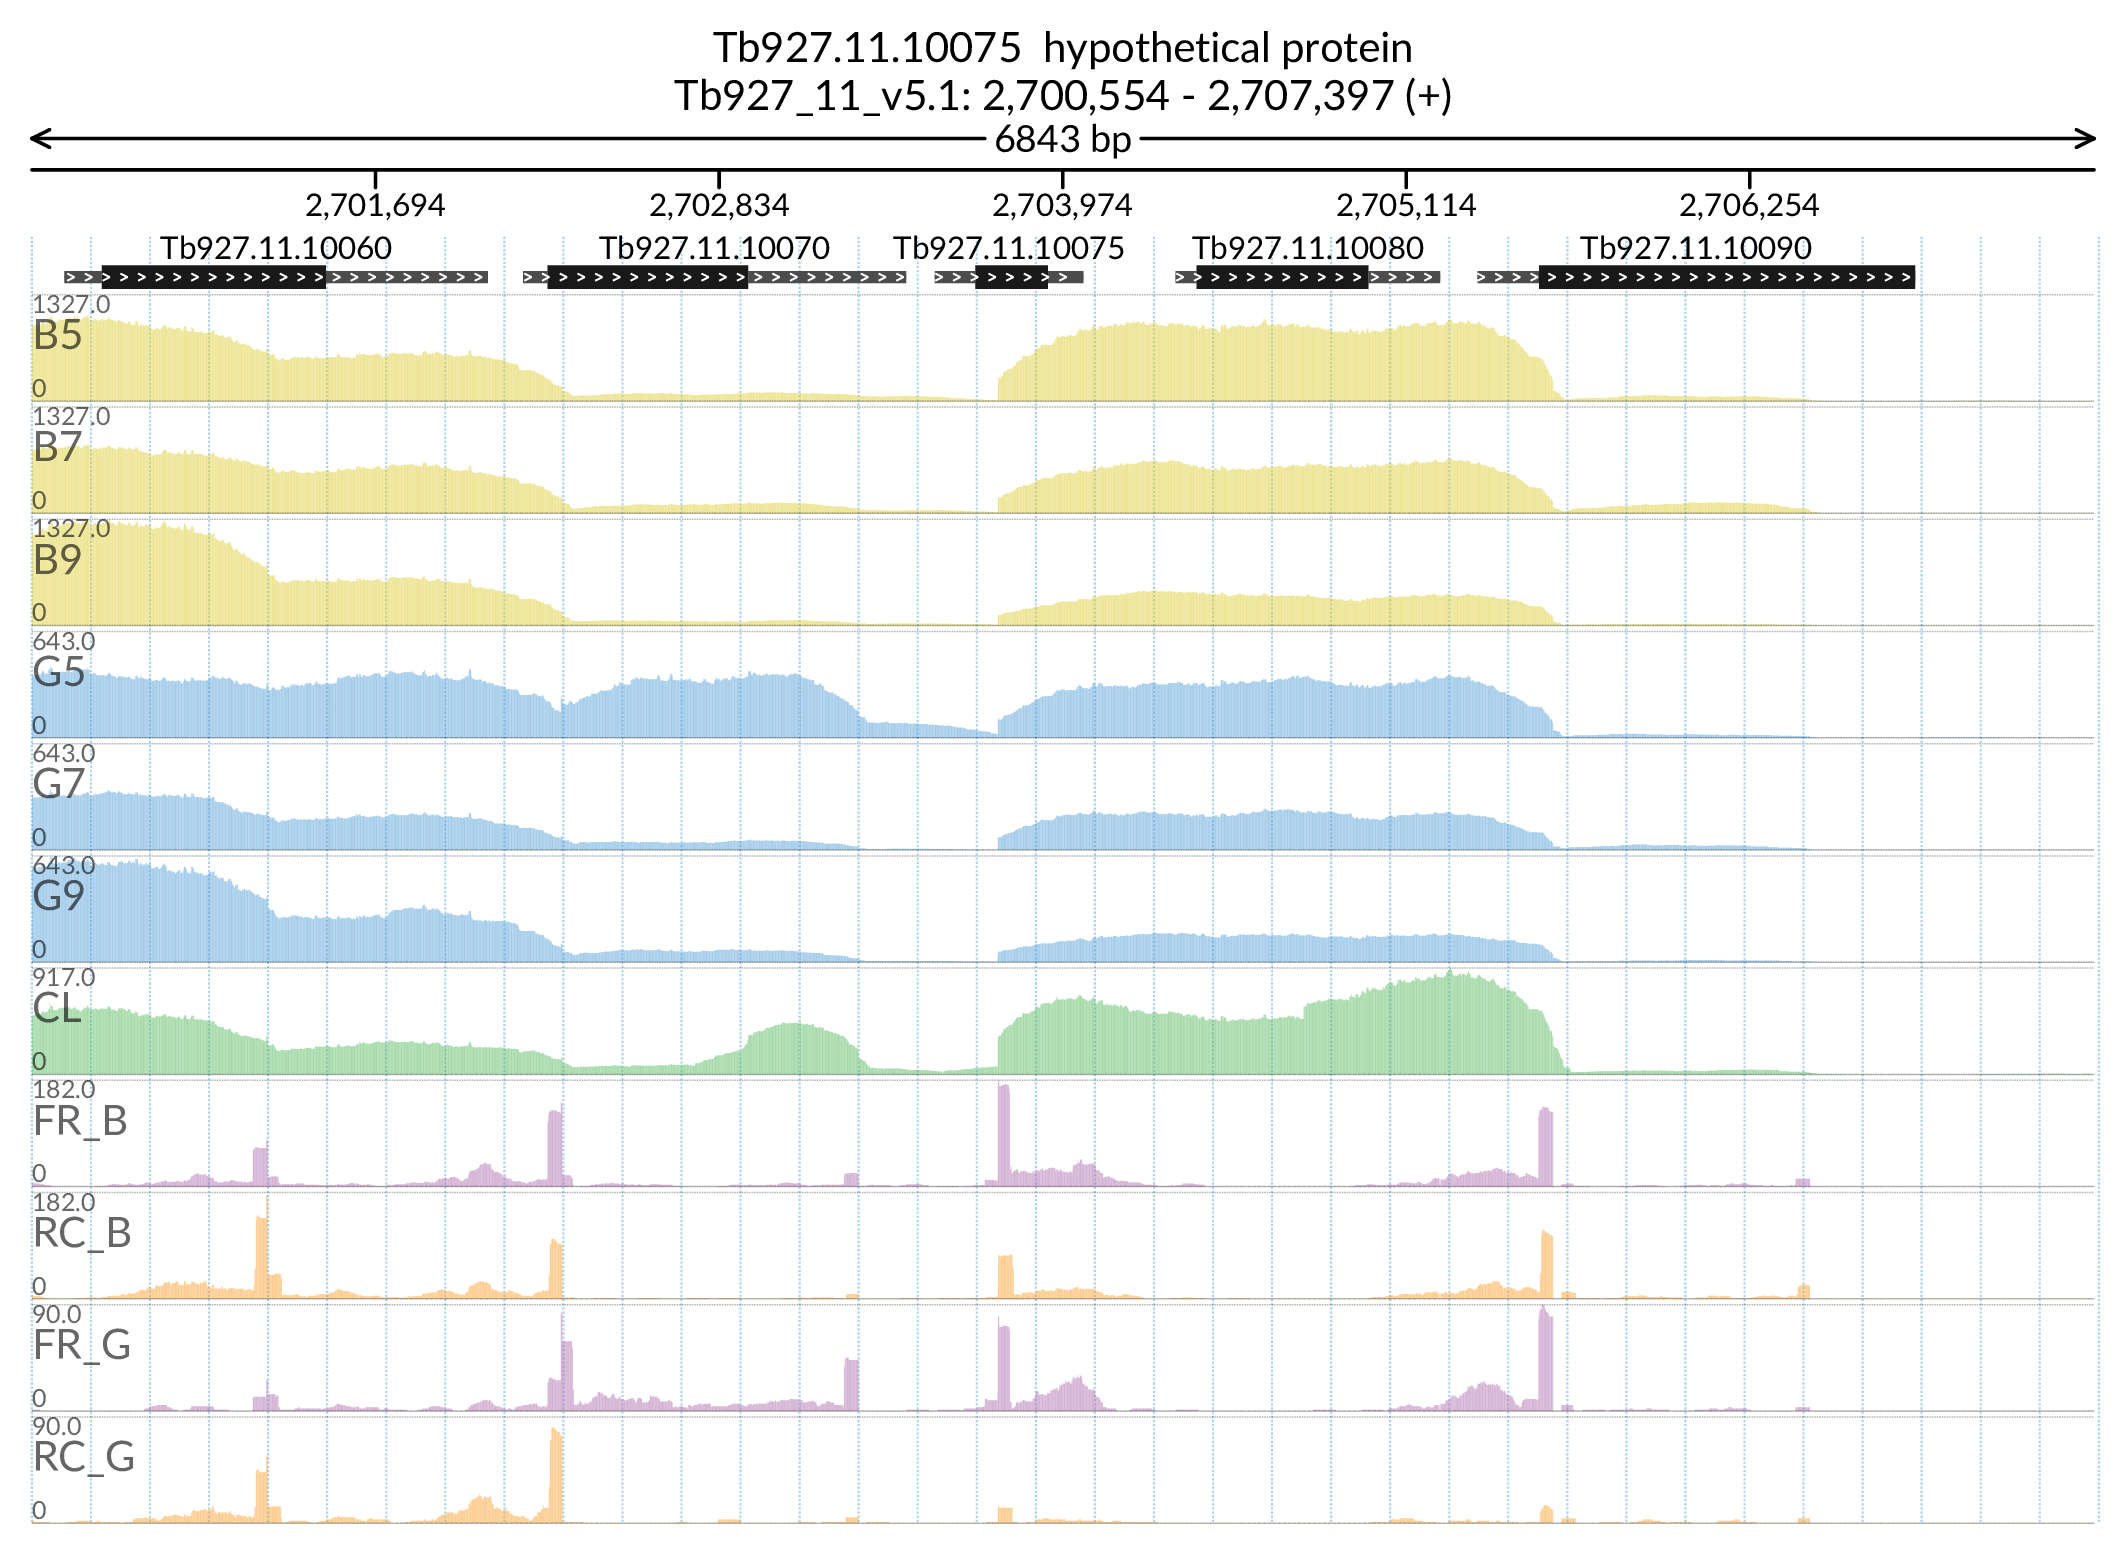 Tb927.11.10075  hypothetical protein
Tb927_11_v5.1: 2,700,554 - 2,707,397 (+)
6843 bp
2,701,694 2,702,834 2,703,974 2,705,114 2,706,254
Tb927.11.10060 Tb927.11.10070 Tb927.11.10075 Tb927.11.10080 Tb927.11.10090
1327.0
B5
0
1327.0
B7
0
1327.0
B9
0
643.0
G5
0
643.0
G7
0
643.0
G9
0
917.0
CL
0
182.0
FR_B
0
182.0
RC_B
0
90.0
FR_G
0
90.0
RC_G
0